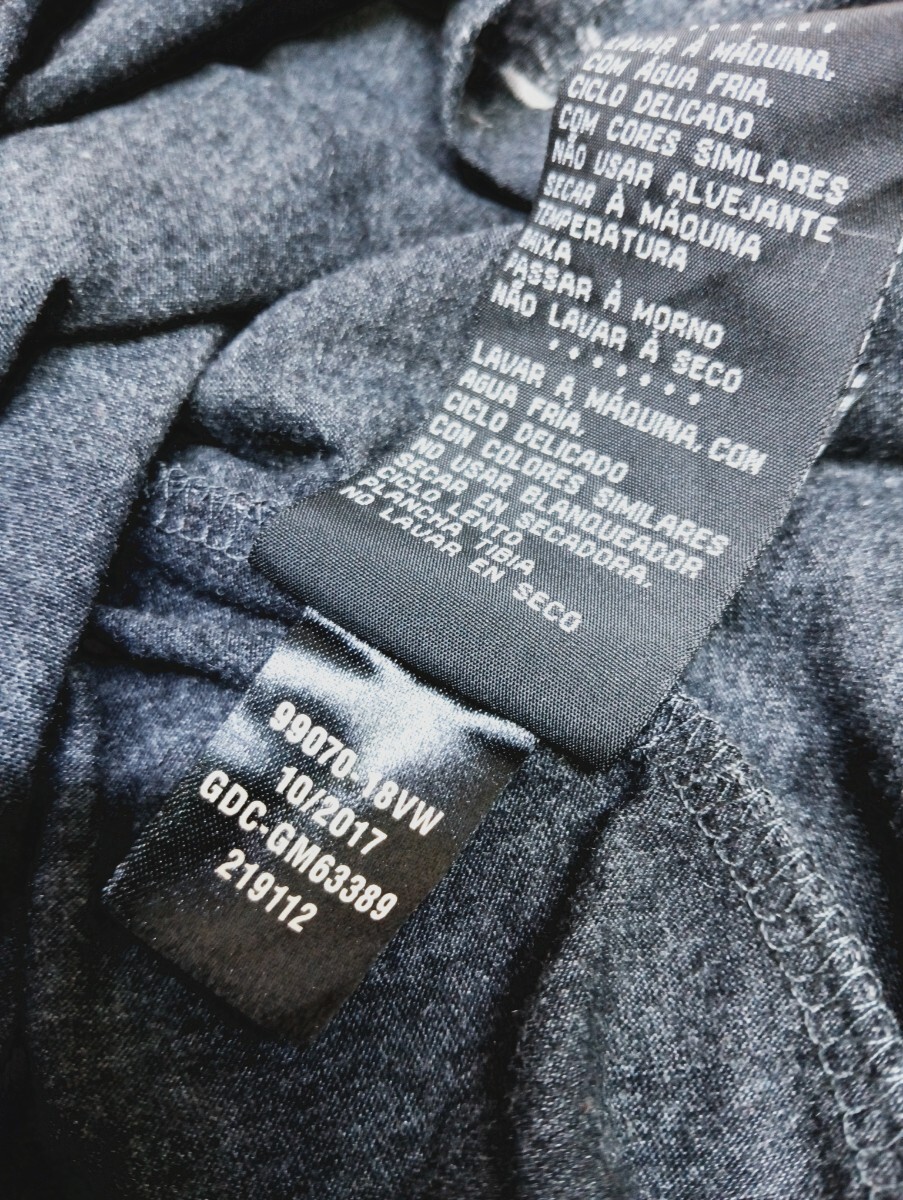 LAVAR À MÁQUINA,
COM ÁGUA FRIA,
CICLO DELICADO
COM CORES SIMILARES
NÃO USAR ALVEJANTE
SECAR À MÁQUINA
TEMPERATURA
BAIXA
PASSAR À MORNO
NÃO LAVAR À SECO
LAVAR A MÁQUINA, CON
AGUA FRIA,
CICLO DELICADO
CON COLORES SIMILARES
NO USAR BLANQUEADOR
SECAR EN SECADORA,
CICLO LENTO
PLANCHA TIBIA
NO LAVAR EN SECO
99070-18VW
10/2017
GDC-GM63389
219112